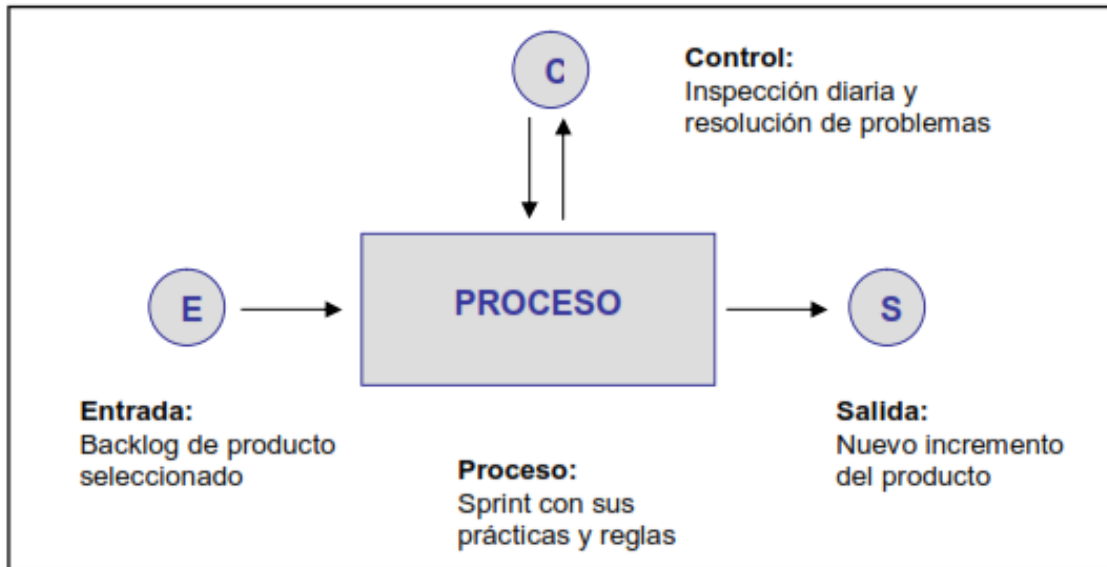 C
Control:
Inspección diaria y
resolución de problemas
E
PROCESO
S
Entrada:
Backlog de producto
seleccionado
Proceso:
Sprint con sus
prácticas y reglas
Salida:
Nuevo incremento
del producto